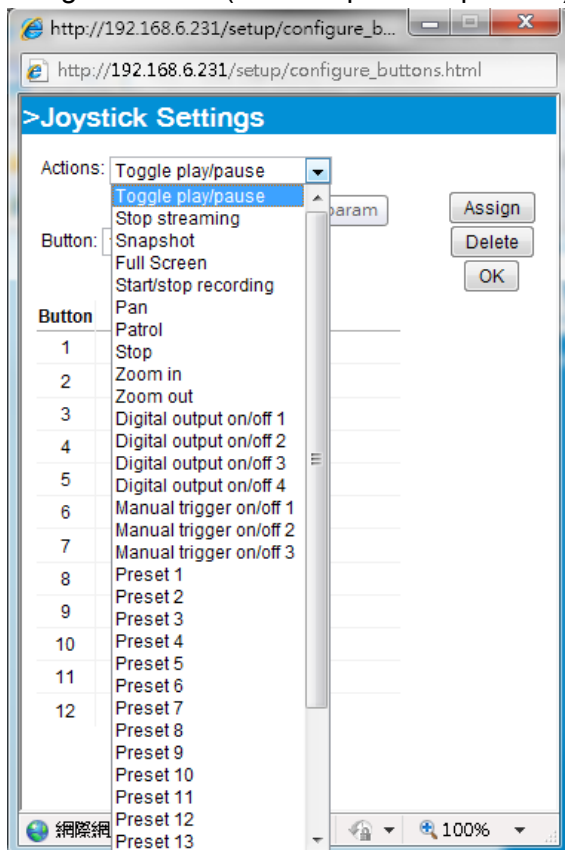 http://192.168.6.231/setup/configure_b...
http://192.168.6.231/setup/configure_buttons.html
>Joystick Settings
Actions: Toggle play/pause
Toggle play/pause
param
Assign
Stop streaming
Button: Snapshot
Delete
Full Screen
OK
Start/stop recording
Button
Pan
Patrol
1
Stop
2
Zoom in
Zoom out
3
Digital output on/off 1
4
Digital output on/off 2
Digital output on/off 3
5
Digital output on/off 4
6
Manual trigger on/off 1
Manual trigger on/off 2
7
Manual trigger on/off 3
8
Preset 1
Preset 2
9
Preset 3
10
Preset 4
Preset 5
11
Preset 6
12
Preset 7
Preset 8
Preset 9
Preset 10
Preset 11
Preset 12
Preset 13
網際網
100%